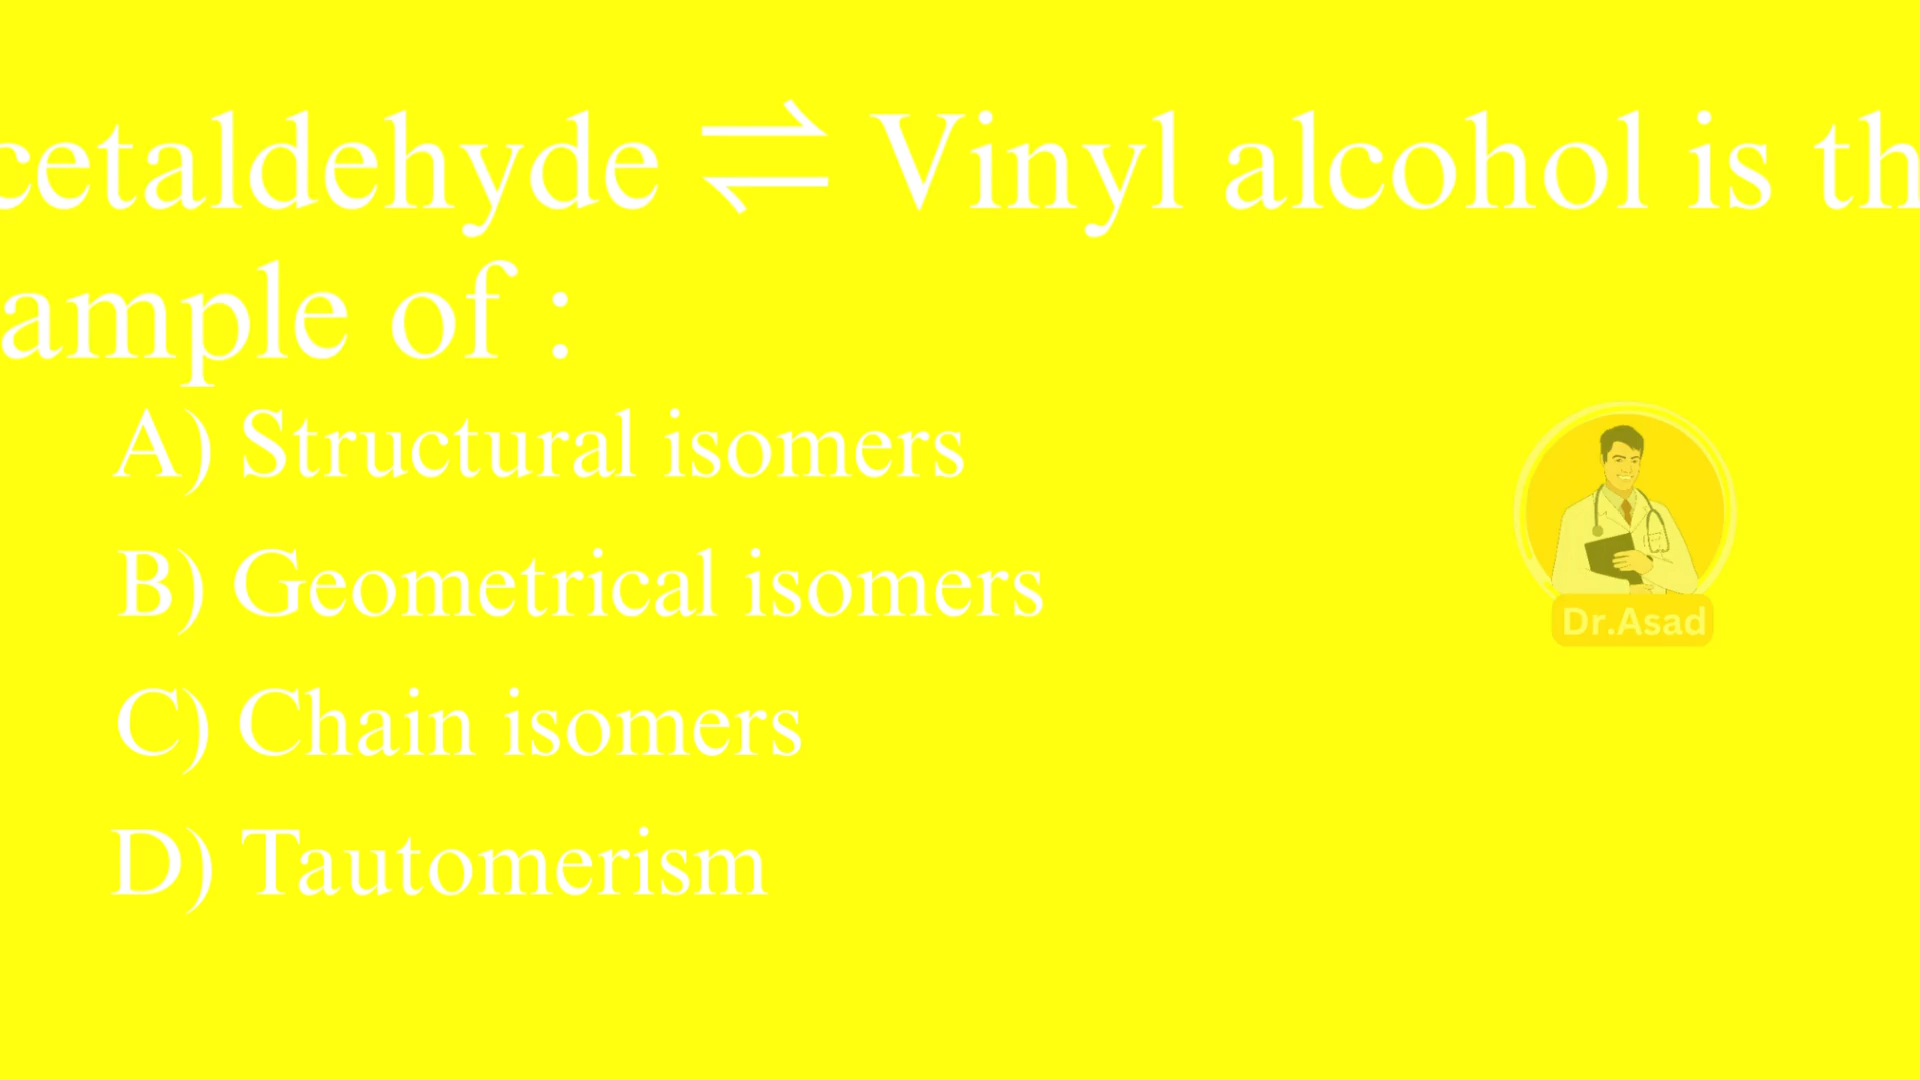 cetaldehyde ⇌ Vinyl alcohol is th
ample of :
A) Structural isomers
B) Geometrical isomers
C) Chain isomers
D) Tautomerism
Dr.Asad